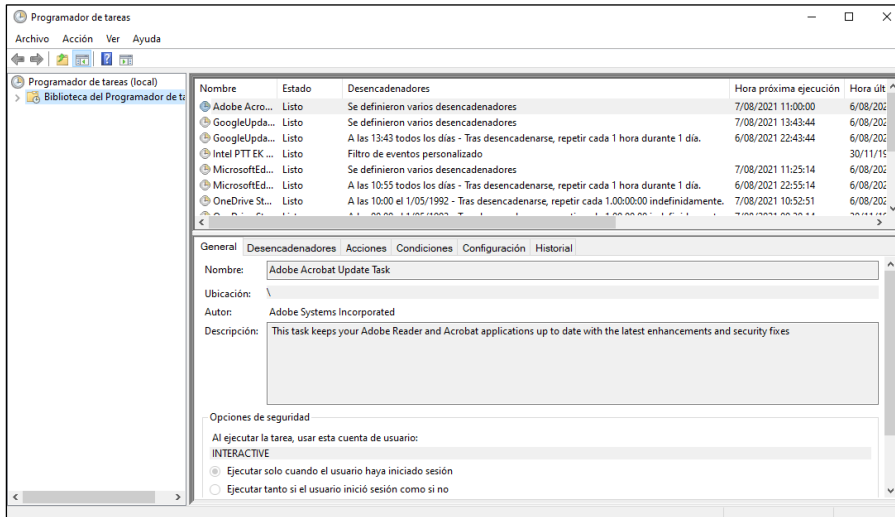 Programador de tareas
Archivo Acción Ver Ayuda
Programador de tareas (local)
Biblioteca del Programador de ta
Nombre Estado Desencadenadores Hora próxima ejecución Hora últ
Adobe Acro... Listo Se definieron varios desencadenadores 7/08/2021 11:00:00 6/08/202
GoogleUpda... Listo Se definieron varios desencadenadores 7/08/2021 13:43:44 6/08/202
GoogleUpda... Listo A las 13:43 todos los días - Tras desencadenarse, repetir cada 1 hora durante 1 día. 6/08/2021 22:43:44 6/08/202
Intel PTT EK ... Listo Filtro de eventos personalizado 30/11/19
MicrosoftEd... Listo Se definieron varios desencadenadores 7/08/2021 11:25:14 6/08/202
MicrosoftEd... Listo A las 10:55 todos los días - Tras desencadenarse, repetir cada 1 hora durante 1 día. 6/08/2021 22:55:14 6/08/202
OneDrive St... Listo A las 10:00 el 1/05/1992 - Tras desencadenarse, repetir cada 1.00:00:00 indefinidamente. 7/08/2021 10:52:51 6/08/202
General Desencadenadores Acciones Condiciones Configuración Historial
Nombre: Adobe Acrobat Update Task
Ubicación: \
Autor: Adobe Systems Incorporated
Descripción: This task keeps your Adobe Reader and Acrobat applications up to date with the latest enhancements and security fixes
Opciones de seguridad
Al ejecutar la tarea, usar esta cuenta de usuario:
INTERACTIVE
Ejecutar solo cuando el usuario haya iniciado sesión
Ejecutar tanto si el usuario inició sesión como si no